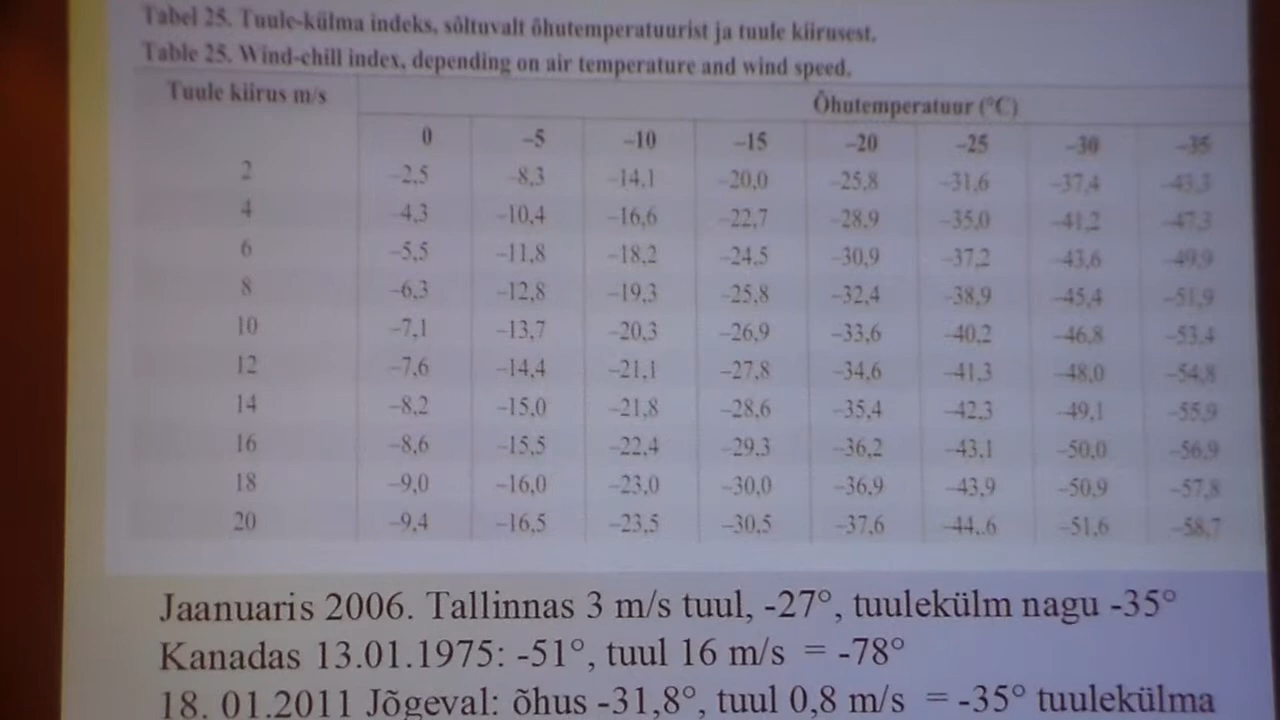 Tabel 25. Tuule-külma indeks, sõltuvalt õhutemperatuurist ja tuule kiirusest.
Table 25. Wind-chill index, depending on air temperature and wind speed.
Tuule kiirus m/s Õhutemperatuur (°C)
0 –5 –10 –15 –20 –25 –30 –35
2 –2,5 –8,3 –14,1 –20,0 –25,8 –31,6 –37,4 –43,3
4 –4,3 –10,4 –16,6 –22,7 –28,9 –35,0 –41,2 –47,3
6 –5,5 –11,8 –18,2 –24,5 –30,9 –37,2 –43,6 –49,9
8 –6,3 –12,8 –19,3 –25,8 –32,4 –38,9 –45,4 –51,9
10 –7,1 –13,7 –20,3 –26,9 –33,6 –40,2 –46,8 –53,4
12 –7,6 –14,4 –21,1 –27,8 –34,6 –41,3 –48,0 –54,8
14 –8,2 –15,0 –21,8 –28,6 –35,4 –42,3 –49,1 –55,9
16 –8,6 –15,5 –22,4 –29,3 –36,2 –43,1 –50,0 –56,9
18 –9,0 –16,0 –23,0 –30,0 –36,9 –43,9 –50,9 –57,8
20 –9,4 –16,5 –23,5 –30,5 –37,6 –44,.6 –51,6 –58,7
Jaanuaris 2006. Tallinnas 3 m/s tuul, -27°, tuulekülm nagu -35°
Kanadas 13.01.1975: -51°, tuul 16 m/s = -78°
18. 01.2011 Jõgeval: õhus -31,8°, tuul 0,8 m/s = -35° tuulekülma